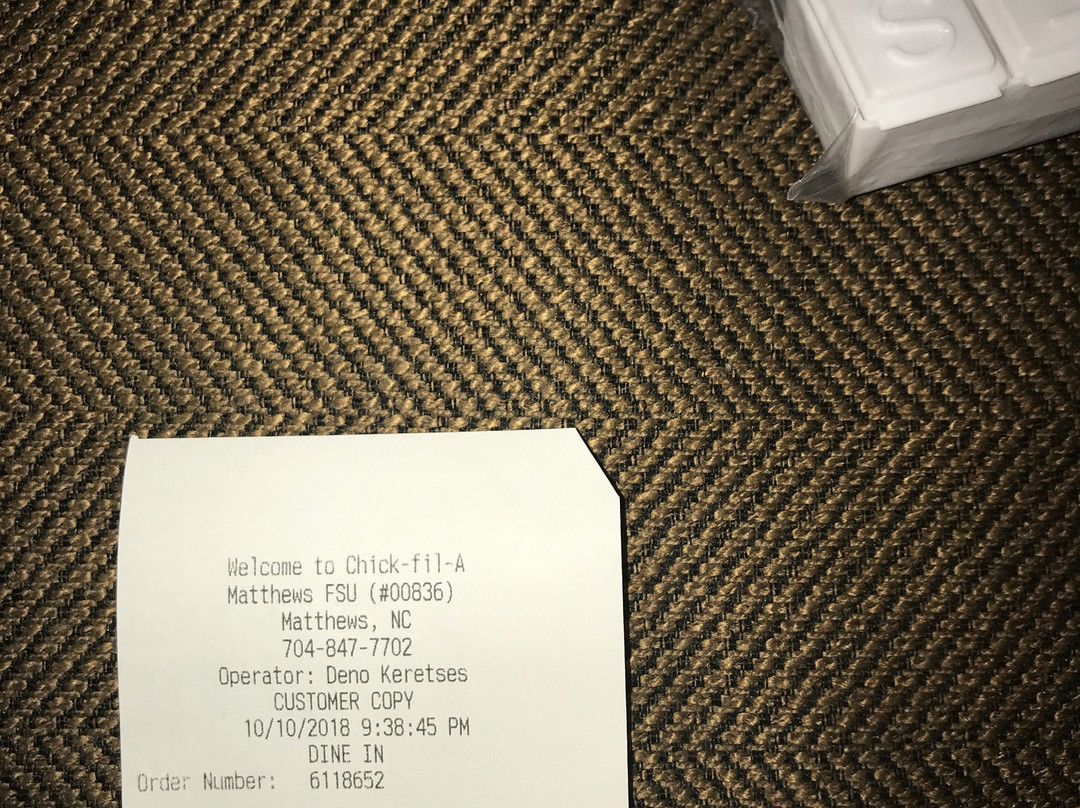 S
Welcome to Chick-fil-A
Matthews FSU (#00836)
Matthews, NC
704-847-7702
Operator: Deno Keretses
CUSTOMER COPY
10/10/2018 9:38:45 PM
DINE IN
Order Number: 6118652